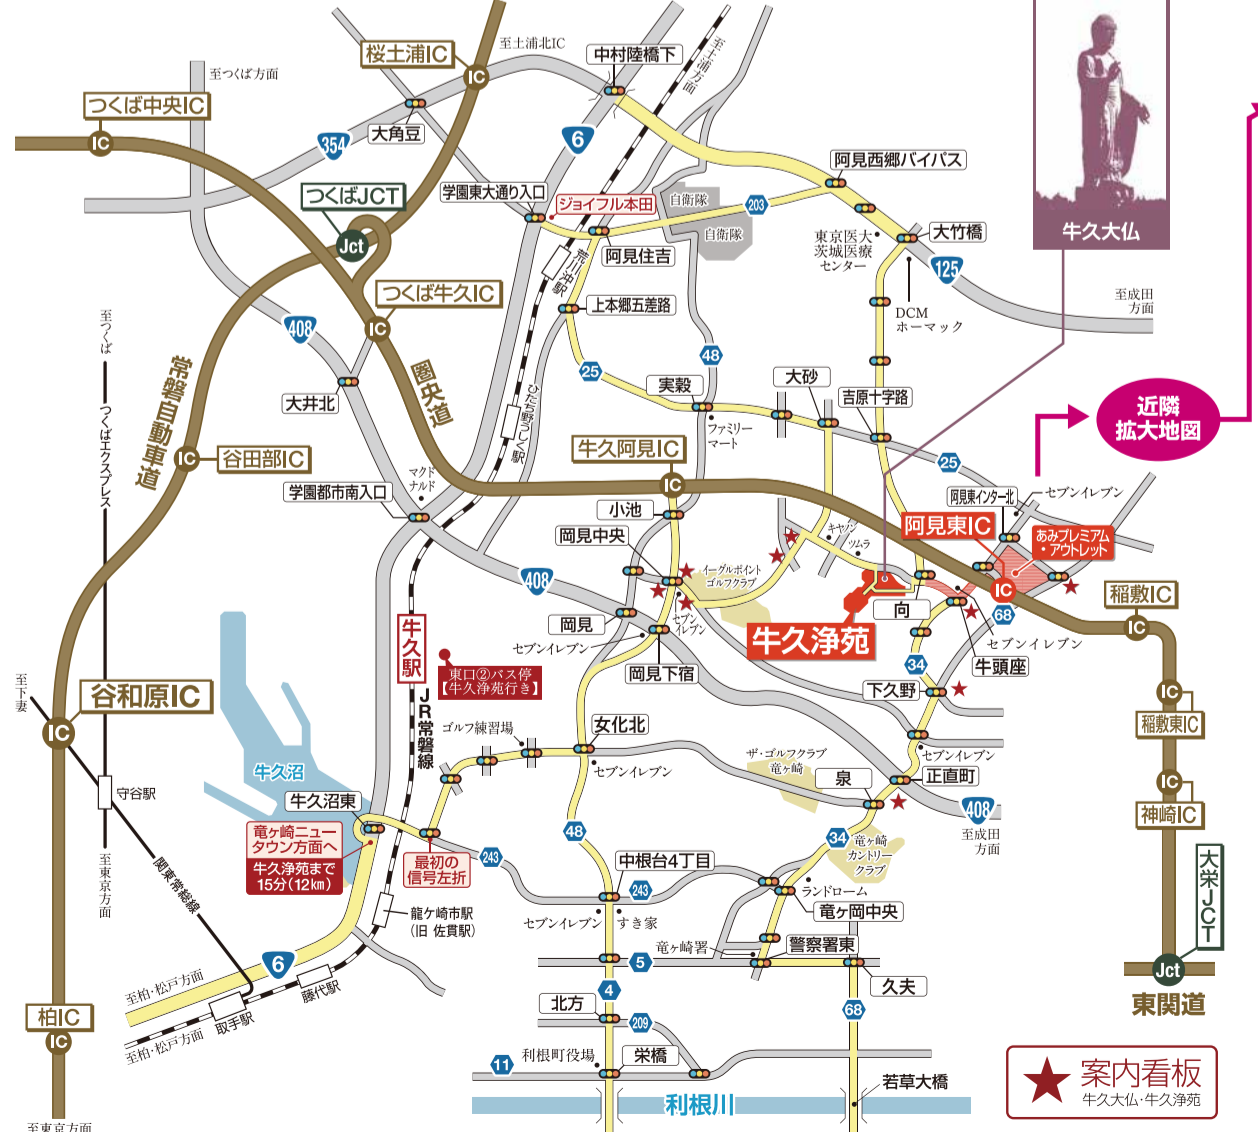 至つくば方面
桜土浦IC
至土浦北IC
中村陸橋下
至土浦方面
IC
つくば中央IC
IC
大角豆
354
6
阿見西郷バイパス
牛久大仏
つくばJCT
Jct
学園東大通り入口
ジョイフル本田
自衛隊
自衛隊
203
阿見住吉
東京医大
茨城医療
センター
大竹橋
125
荒川沖駅
DCM
ホーマック
至成田
方面
つくば牛久IC
IC
上本郷五差路
至つくば
408
48
常磐自動車道
圏央道
25
大井北
実穀
大砂
吉原十字路
近隣
拡大地図
ひたち野うしく駅
ファミリー
マート
つくばエクスプレス
IC
谷田部IC
牛久阿見IC
IC
25
マクド
ナルド
学園都市南入口
小池
阿見東インター北
セブンイレブン
岡見中央
キヤノン
ツムラ
阿見東IC
あみプレミアム
・アウトレット
イーグルポイント
ゴルフクラブ
408
IC
稲敷IC
IC
セブン
イレブン
向
68
岡見
セブンイレブン
牛久浄苑
セブンイレブン
牛久駅
東口②バス停
【牛久浄苑行き】
岡見下宿
34
牛頭座
至下妻
谷和原IC
IC
JR常磐線
下久野
IC
稲敷東IC
ゴルフ練習場
女化北
セブンイレブン
ザ・ゴルフクラブ
竜ヶ崎
セブンイレブン
牛久沼
守谷駅
牛久沼東
泉
正直町
IC
神崎IC
408
至成田
方面
竜ヶ崎ニュー
タウン方面へ
牛久浄苑まで
15分(12㎞)
最初の
信号左折
243
48
34
竜ヶ崎
カントリー
クラブ
至東京方面
関東常総線
中根台4丁目
243
ランドローム
大栄JCT
龍ケ崎市駅
(旧 佐貫駅)
セブンイレブン
すき家
竜ヶ岡中央
竜ヶ崎署
警察署東
6
5
Jct
至柏・松戸方面
藤代駅
久夫
東関道
取手駅
4
北方
209
68
柏IC
IC
至柏・松戸方面
利根町役場
栄橋
11
若草大橋
案内看板
牛久大仏・牛久浄苑
利根川
至東京方面